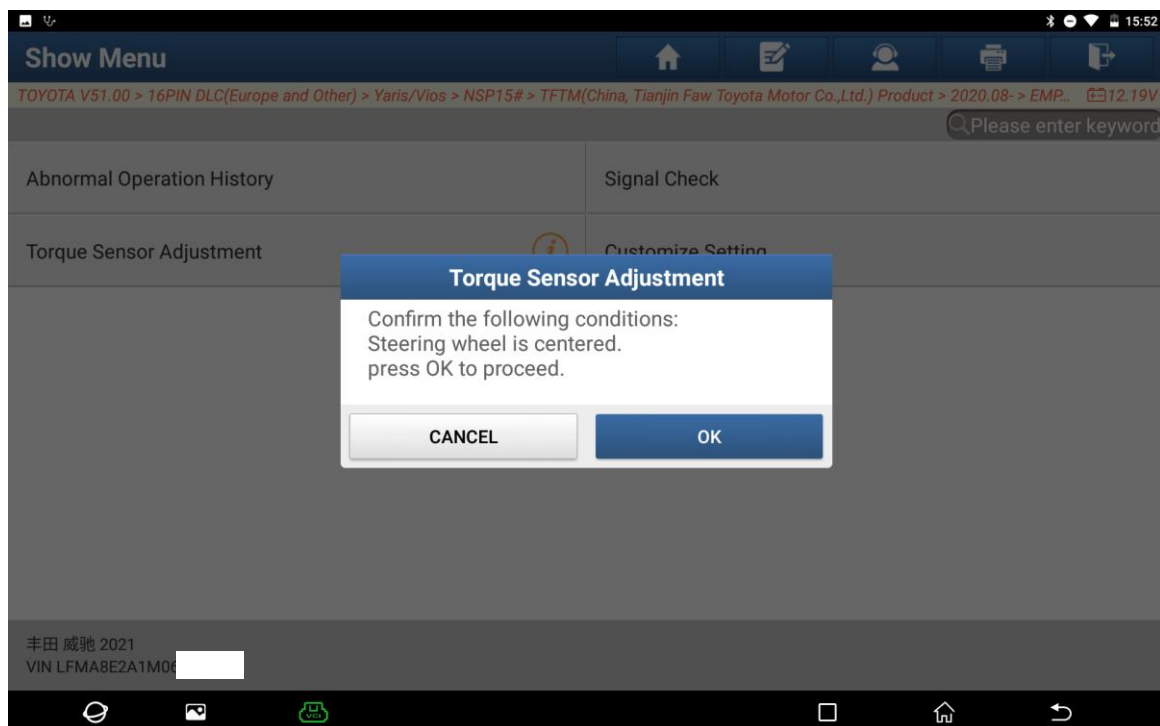 15:52
Show Menu
TOYOTA V51.00 > 16PIN DLC(Europe and Other) > Yaris/Vios > NSP15# > TFTM(China, Tianjin Faw Toyota Motor Co.,Ltd.) Product > 2020.08- > EMP... 12.19V
Please enter keyword
Abnormal Operation History
Signal Check
Torque Sensor Adjustment
Customize Setting
Torque Sensor Adjustment
Confirm the following conditions:
Steering wheel is centered.
press OK to proceed.
CANCEL
OK
丰田 威驰 2021
VIN LFMA8E2A1M06
VCI